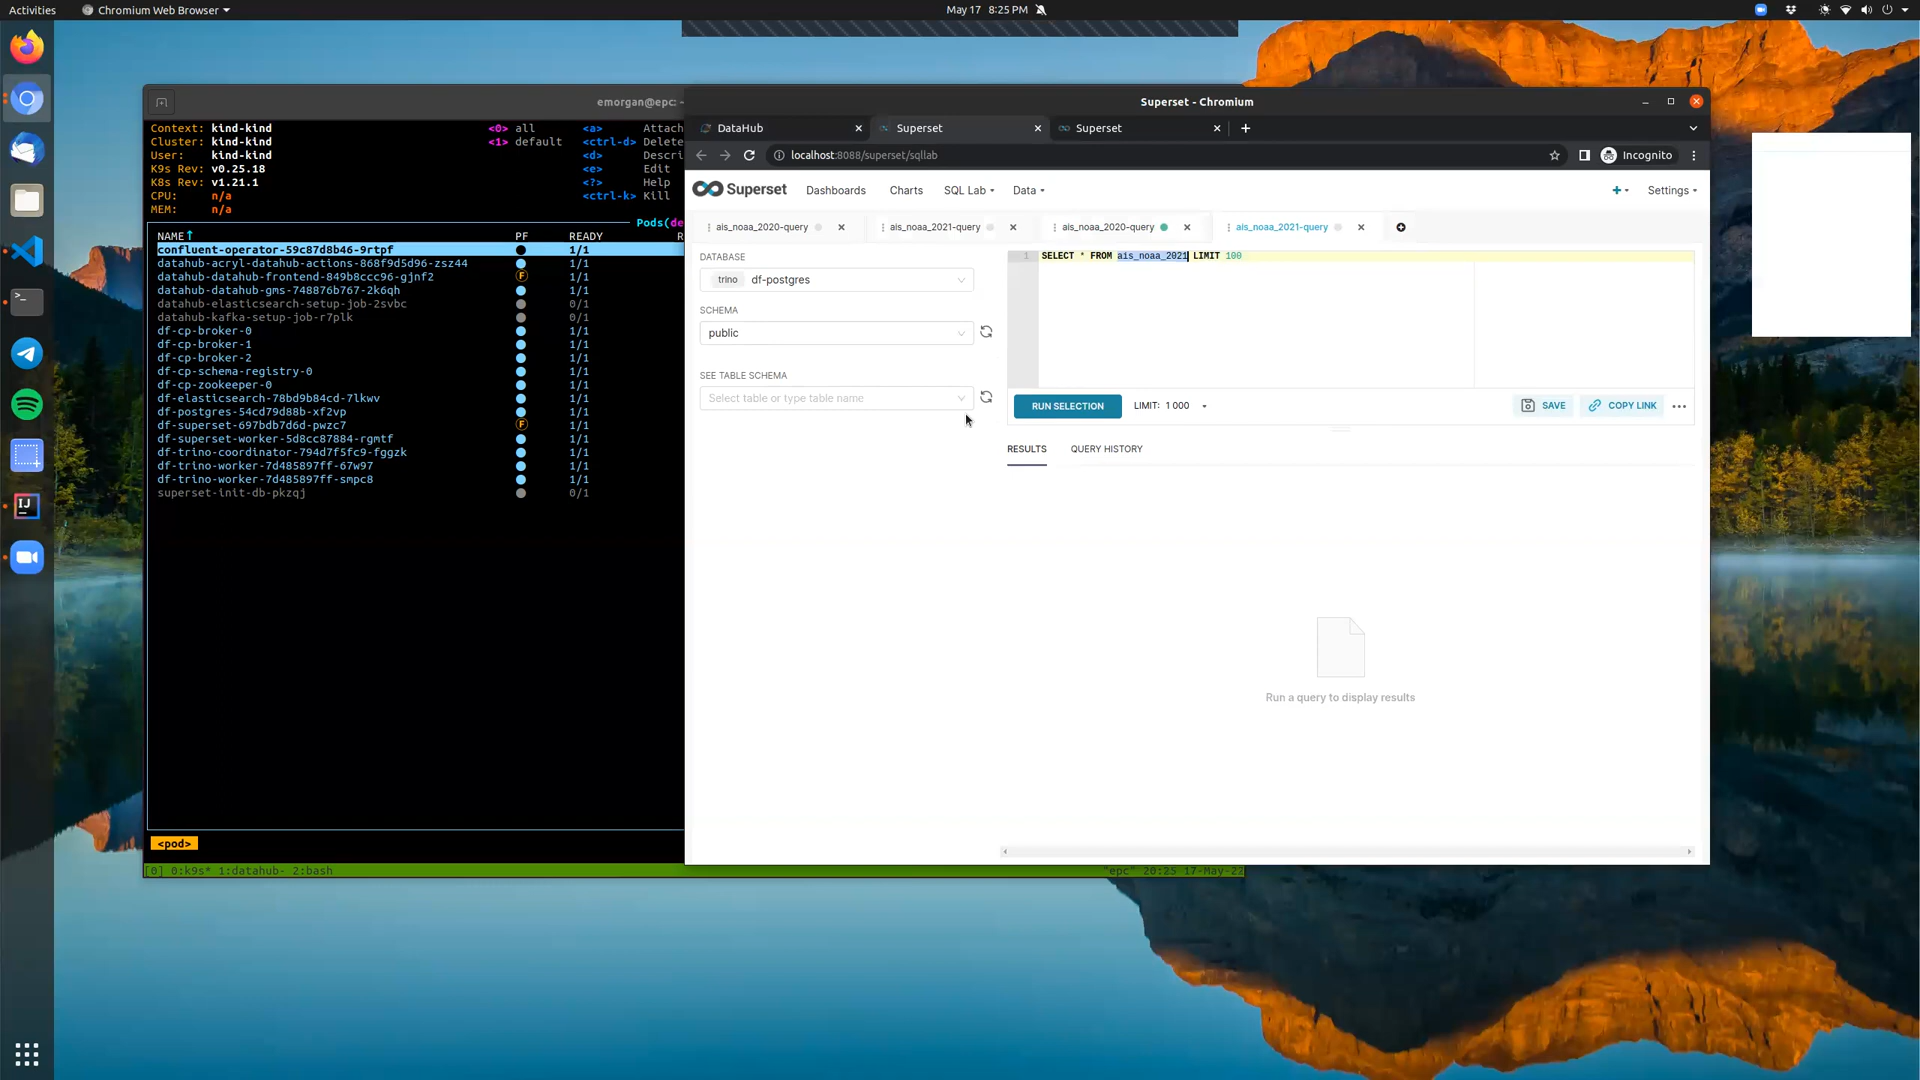 Activities
Chromium Web Browser
May 17 8:25 PM
emorgan@epc: ~
Context: kind-kind
<0> all
<a> Attach
Cluster: kind-kind
<1> default
<ctrl-d> Delete
User: kind-kind
<d> Descri
K9s Rev: v0.25.18
<e> Edit
K8s Rev: v1.21.1
<?> Help
CPU: n/a
<ctrl-k> Kill
MEM: n/a
Pods(de
NAME↑ PF READY R
confluent-operator-59c87d8b46-9rtpf ● 1/1
datahub-acryl-datahub-actions-868f9d5d96-zsz44 ● 1/1
datahub-datahub-frontend-849b8ccc96-gjnf2 F 1/1
datahub-datahub-gms-748876b767-2k6qh ● 1/1
datahub-elasticsearch-setup-job-2svbc ● 0/1
datahub-kafka-setup-job-r7plk ● 0/1
df-cp-broker-0 ● 1/1
df-cp-broker-1 ● 1/1
df-cp-broker-2 ● 1/1
df-cp-schema-registry-0 ● 1/1
df-cp-zookeeper-0 ● 1/1
df-elasticsearch-78bd9b84cd-7lkwv ● 1/1
df-postgres-54cd79d88b-xf2vp ● 1/1
df-superset-697bdb7d6d-pwzc7 F 1/1
df-superset-worker-5d8cc87884-rgmtf ● 1/1
df-trino-coordinator-794d7f5fc9-fggzk ● 1/1
df-trino-worker-7d485897ff-67w97 ● 1/1
df-trino-worker-7d485897ff-smpc8 ● 1/1
superset-init-db-pkzqj ● 0/1
<pod>
[0] 0:k9s* 1:datahub- 2:bash
"epc" 20:25 17-May-22
Superset - Chromium
DataHub
Superset
Superset
localhost:8088/superset/sqllab
Incognito
Superset
Dashboards
Charts
SQL Lab
Data
+
Settings
ais_noaa_2020-query
ais_noaa_2021-query
ais_noaa_2020-query
ais_noaa_2021-query
DATABASE
trino df-postgres
SCHEMA
public
SEE TABLE SCHEMA
Select table or type table name
1 SELECT * FROM ais_noaa_2021 LIMIT 100
RUN SELECTION
LIMIT: 1 000
SAVE
COPY LINK
RESULTS
QUERY HISTORY
Run a query to display results